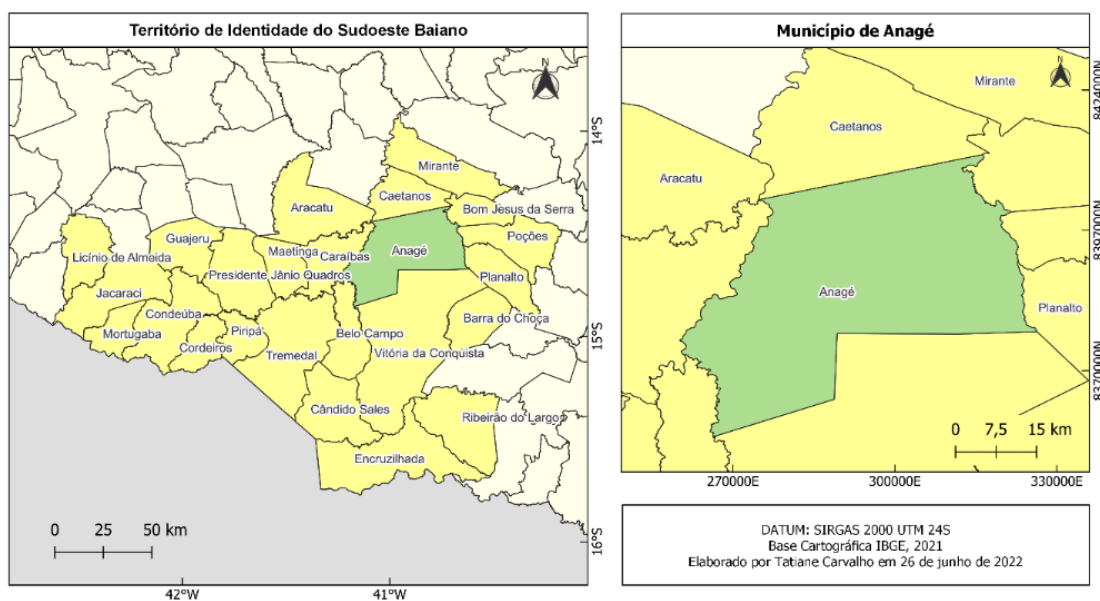 Território de Identidade do Sudoeste Baiano
Mirante
Caetanos
Aracatu
Bom Jesus da Serra
Guajeru
Poções
Maetinga
Caraíbas
Anagé
Licínio de Almeida
Presidente Jânio Quadros
Planalto
Jacaraci
Condeúba
Barra do Choça
Mortugaba
Piripá
Belo Campo
Cordeiros
Tremedal
Vitória da Conquista
Cândido Sales
Ribeirão do Largo
Encruzilhada
0 25 50 km
14°S
15°S
16°S
42°W
41°W
Município de Anagé
Mirante
Caetanos
Aracatu
Anagé
Planalto
0 7,5 15 km
8424000N
8397000N
8370000N
270000E
300000E
330000E
DATUM: SIRGAS 2000 UTM 24S
Base Cartográfica IBGE, 2021
Elaborado por Tatiane Carvalho em 26 de junho de 2022